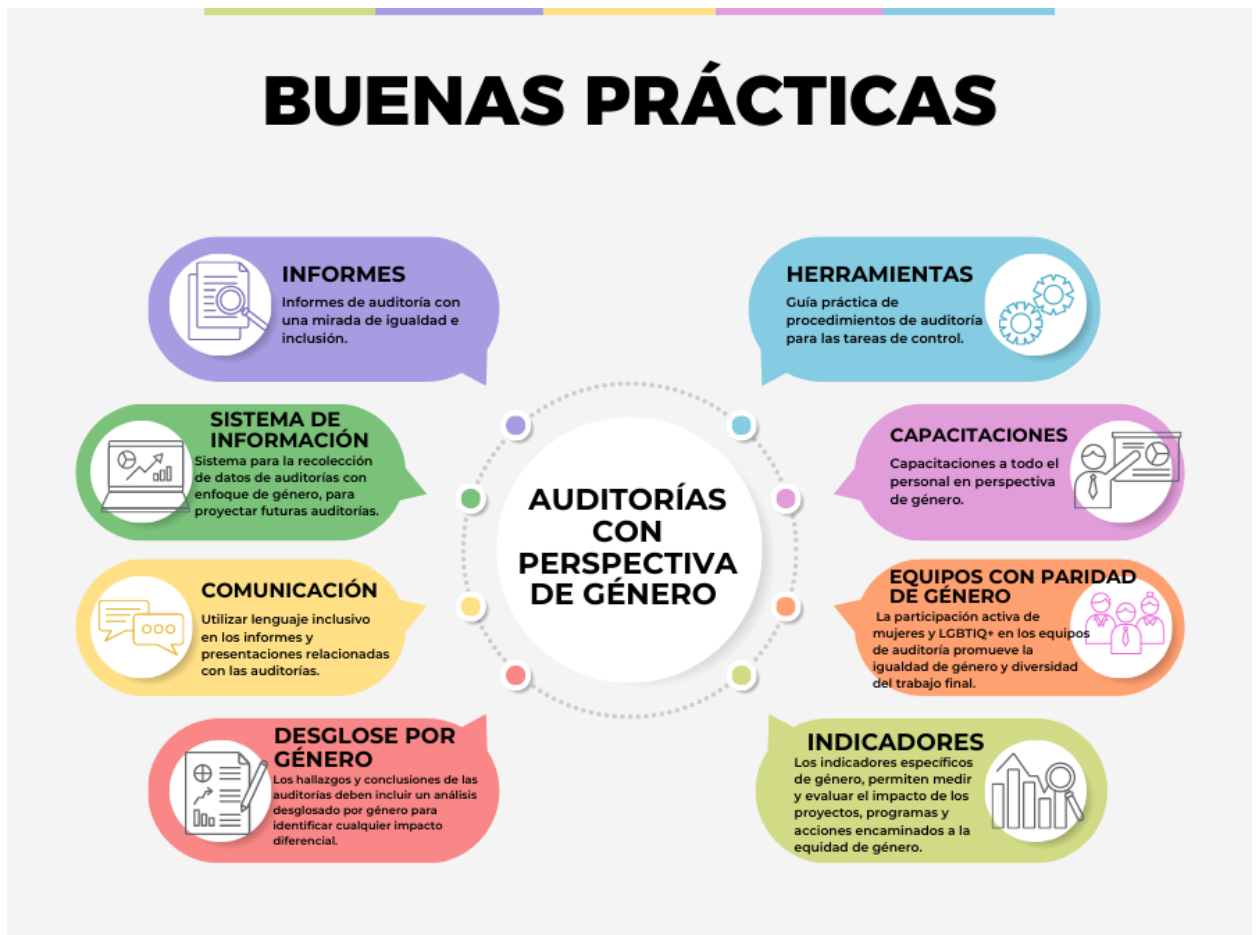 BUENAS PRÁCTICAS
INFORMES
Informes de auditoría con
una mirada de igualdad e
inclusión.
HERRAMIENTAS
Guía práctica de
procedimientos de auditoría
para las tareas de control.
SISTEMA DE
INFORMACIÓN
Sistema para la recolección
de datos de auditorías con
enfoque de género, para
proyectar futuras auditorías.
CAPACITACIONES
Capacitaciones a todo el
personal en perspectiva
de género.
AUDITORÍAS
CON
PERSPECTIVA
DE GÉNERO
COMUNICACIÓN
Utilizar lenguaje inclusivo
en los informes y
presentaciones relacionadas
con las auditorías.
EQUIPOS CON PARIDAD
DE GÉNERO
La participación activa de
mujeres y LGBTIQ+ en los equipos
de auditoría promueve la
igualdad de género y diversidad
del trabajo final.
DESGLOSE POR
GÉNERO
Los hallazgos y conclusiones de las
auditorías deben incluir un análisis
desglosado por género para
identificar cualquier impacto
diferencial.
INDICADORES
Los indicadores específicos
de género, permiten medir
y evaluar el impacto de los
proyectos, programas y
acciones encaminados a la
equidad de género.